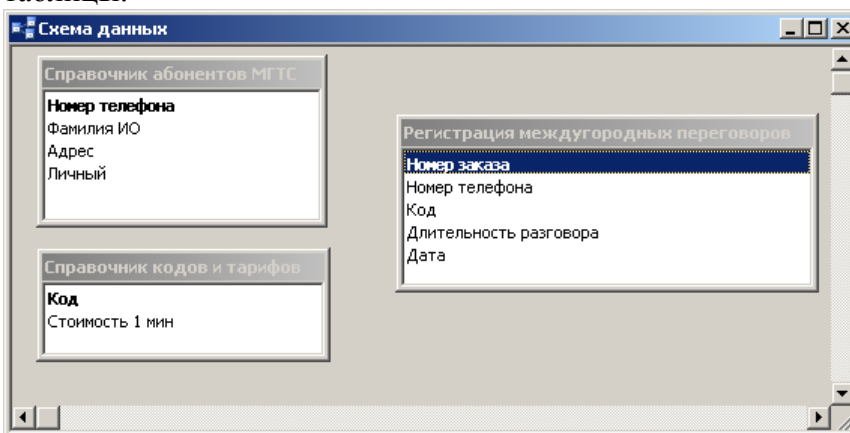 Схема данных
Справочник абонентов МГТС
Номер телефона
Фамилия ИО
Адрес
Личный
Регистрация междугородных переговоров
Номер заказа
Номер телефона
Код
Длительность разговора
Дата
Справочник кодов и тарифов
Код
Стоимость 1 мин